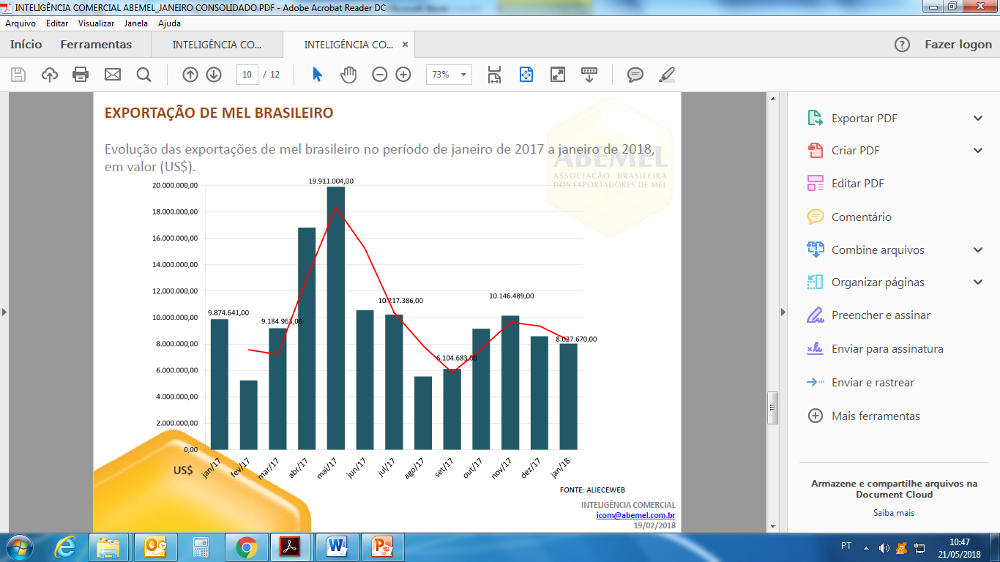 INTELIGÊNCIA COMERCIAL ABEMEL_JANEIRO CONSOLIDADO.PDF - Adobe Acrobat Reader DC
Arquivo Editar Visualizar Janela Ajuda
Início Ferramentas INTELIGÊNCIA CO... INTELIGÊNCIA CO... × Fazer logon
10 / 12 73%
EXPORTAÇÃO DE MEL BRASILEIRO
Evolução das exportações de mel brasileiro no período de janeiro de 2017 a janeiro de 2018,
em valor (US$).
ABEMEL
ASSOCIAÇÃO BRASILEIRA
DOS EXPORTADORES DE MEL
19.911.004,00
20.000.000,00
18.000.000,00
16.000.000,00
14.000.000,00
12.000.000,00
10.000.000,00
8.000.000,00
6.000.000,00
4.000.000,00
2.000.000,00
0,00
9.874.641,00
9.184.963,00
10.217.386,00
6.104.683,00
10.146.489,00
8.027.670,00
US$
jan/17 fev/17 mar/17 abr/17 mai/17 jun/17 jul/17 ago/17 set/17 out/17 nov/17 dez/17 jan/18
FONTE: ALIECEWEB
INTELIGÊNCIA COMERCIAL
icom@abemel.com.br
19/02/2018
Exportar PDF
Criar PDF
Editar PDF
Comentário
Combine arquivos
Organizar páginas
Preencher e assinar
Enviar para assinatura
Enviar e rastrear
Mais ferramentas
Armazene e compartilhe arquivos na
Document Cloud
Saiba mais
PT
10:47
21/05/2018